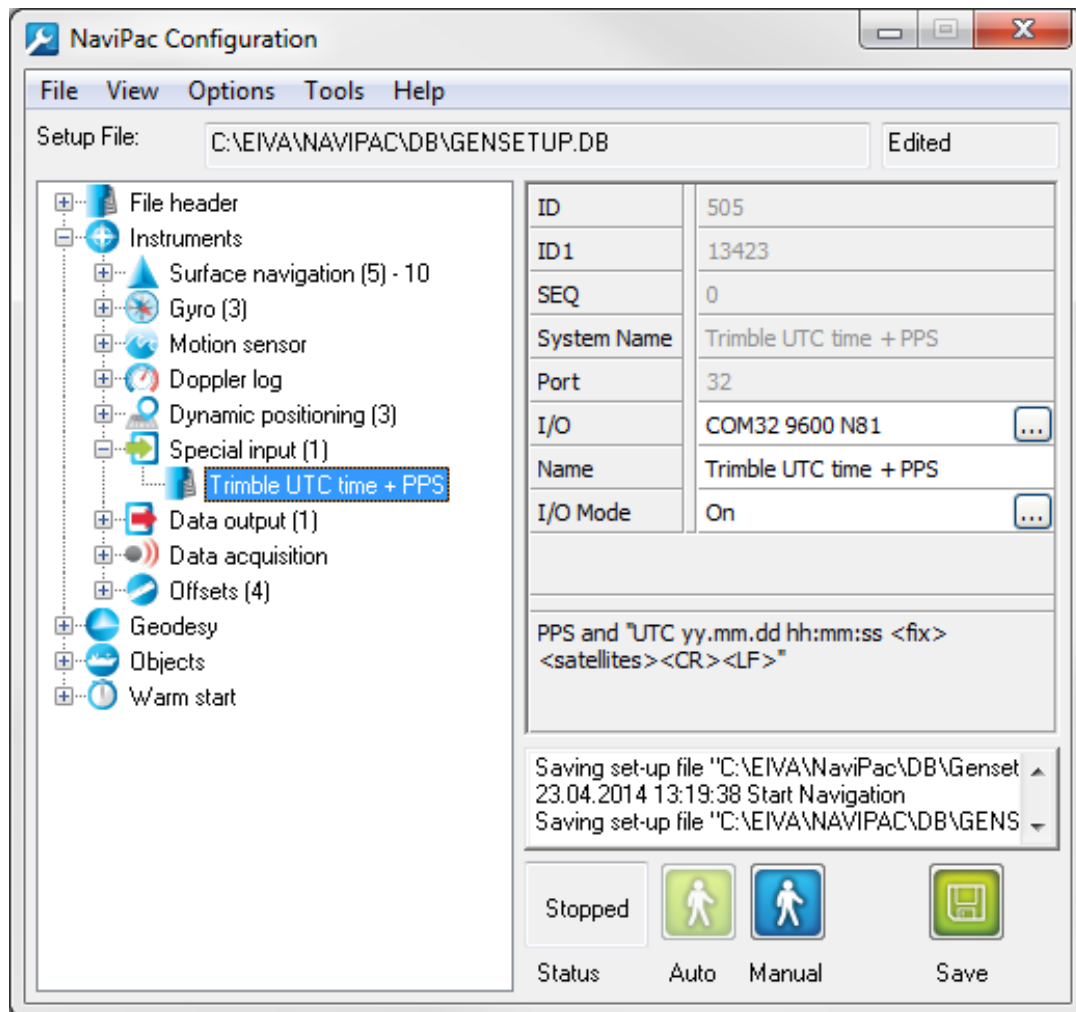 NaviPac Configuration
File View Options Tools Help
Setup File: C:\EIVA\NAVIPAC\DB\GENSETUP.DB Edited
File header
Instruments
Surface navigation (5) - 10
Gyro (3)
Motion sensor
Doppler log
Dynamic positioning (3)
Special input (1)
Trimble UTC time + PPS
Data output (1)
Data acquisition
Offsets (4)
Geodesy
Objects
Warm start
ID 505
ID1 13423
SEQ 0
System Name Trimble UTC time + PPS
Port 32
I/O COM32 9600 N81 ...
Name Trimble UTC time + PPS
I/O Mode On ...
PPS and "UTC yy.mm.dd hh:mm:ss <fix>
<satellites><CR><LF>"
Saving set-up file "C:\EIVA\NaviPac\DB\Genset
23.04.2014 13:19:38 Start Navigation
Saving set-up file "C:\EIVA\NAVIPAC\DB\GENS
Stopped
Status Auto Manual Save